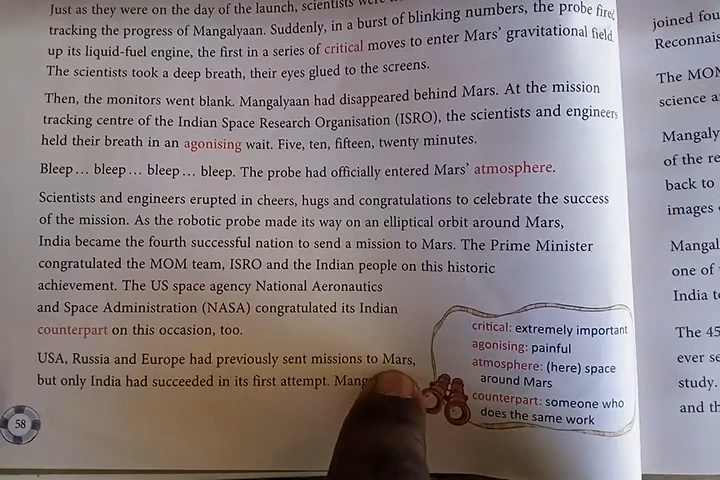 Just as they were on the day of the launch, scientists were
tracking the progress of Mangalyaan. Suddenly, in a burst of blinking numbers, the probe fired
up its liquid-fuel engine, the first in a series of critical moves to enter Mars' gravitational field.
The scientists took a deep breath, their eyes glued to the screens.
Then, the monitors went blank. Mangalyaan had disappeared behind Mars. At the mission
tracking centre of the Indian Space Research Organisation (ISRO), the scientists and engineers
held their breath in an agonising wait. Five, ten, fifteen, twenty minutes.
Bleep... bleep... bleep... bleep. The probe had officially entered Mars' atmosphere.
Scientists and engineers erupted in cheers, hugs and congratulations to celebrate the success
of the mission. As the robotic probe made its way on an elliptical orbit around Mars,
India became the fourth successful nation to send a mission to Mars. The Prime Minister
congratulated the MOM team, ISRO and the Indian people on this historic
achievement. The US space agency National Aeronautics
and Space Administration (NASA) congratulated its Indian
counterpart on this occasion, too.
USA, Russia and Europe had previously sent missions to Mars,
but only India had succeeded in its first attempt.
critical: extremely important
agonising: painful
atmosphere: (here) space
around Mars
counterpart: someone who
does the same work
58
joined fou
Reconnais
The MOM
science a
Mangaly
of the re
back to
images
Mangal
one of
India to
The 45
ever se
study.
and th